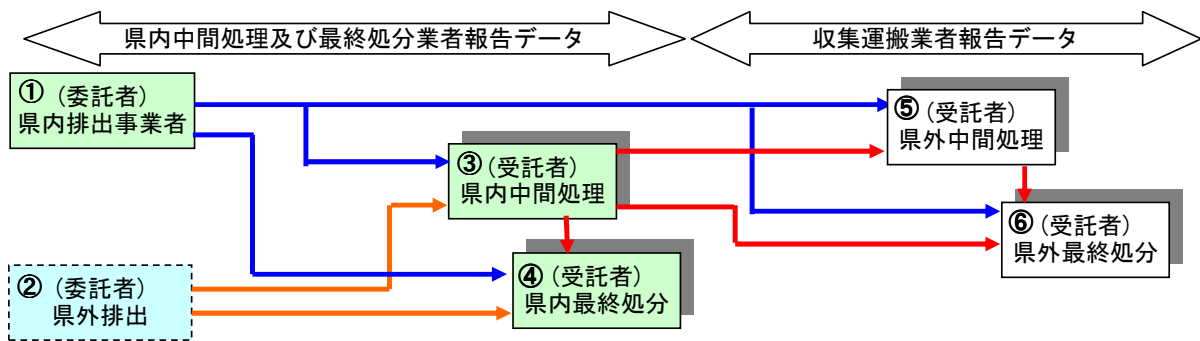 県内中間処理及び最終処分業者報告データ
収集運搬業者報告データ
① (委託者)
県内排出事業者
⑤ (受託者)
県外中間処理
③ (受託者)
県内中間処理
⑥ (受託者)
県外最終処分
④ (受託者)
県内最終処分
② (委託者)
県外排出